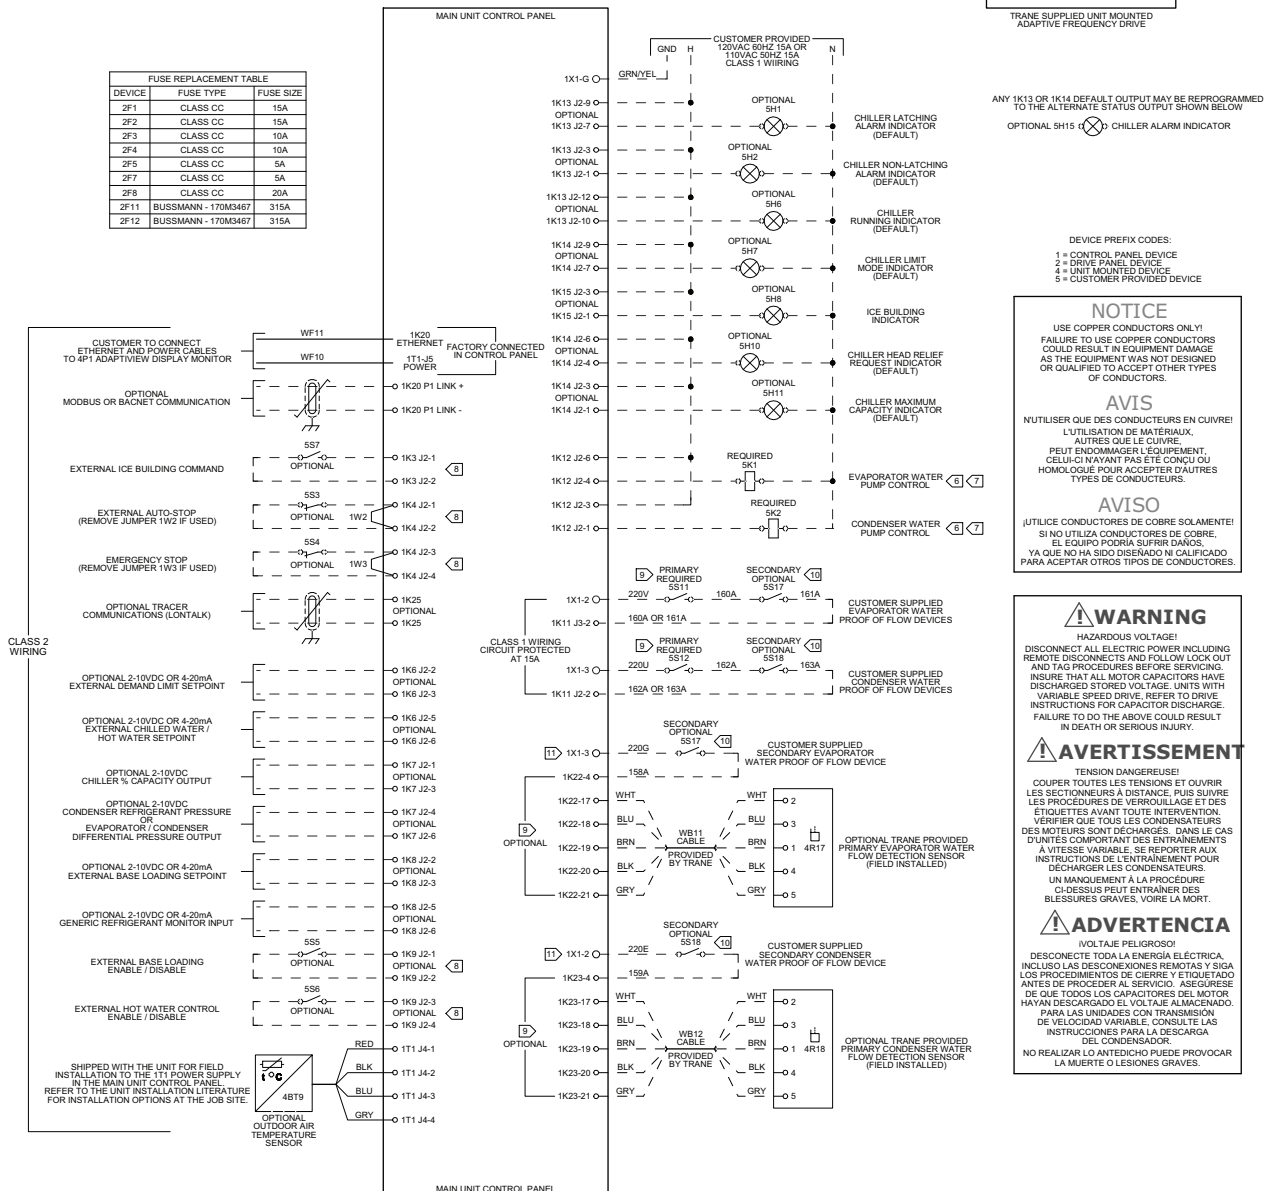 MAIN UNIT CONTROL PANEL
TRANE SUPPLIED UNIT MOUNTED
ADAPTIVE FREQUENCY DRIVE
FUSE REPLACEMENT TABLE
DEVICE FUSE TYPE FUSE SIZE
2F1 CLASS CC 15A
2F2 CLASS CC 15A
2F3 CLASS CC 10A
2F4 CLASS CC 10A
2F5 CLASS CC 5A
2F7 CLASS CC 5A
2F8 CLASS CC 20A
2F11 BUSSMANN - 170M3467 315A
2F12 BUSSMANN - 170M3467 315A
CLASS 2
WIRING
CUSTOMER TO CONNECT
ETHERNET AND POWER CABLES
TO 4P1 ADAPTIVIEW DISPLAY MONITOR
WF11
WF10
1K20
ETHERNET
1T1-J5
POWER
FACTORY CONNECTED
IN CONTROL PANEL
OPTIONAL
MODBUS OR BACNET COMMUNICATION
1K20 P1 LINK +
1K20 P1 LINK -
EXTERNAL ICE BUILDING COMMAND
5S7
OPTIONAL
1K3 J2-1
1K3 J2-2
8
EXTERNAL AUTO-STOP
(REMOVE JUMPER 1W2 IF USED)
5S3
OPTIONAL
1W2
1K4 J2-1
1K4 J2-2
8
EMERGENCY STOP
(REMOVE JUMPER 1W3 IF USED)
5S4
OPTIONAL
1W3
1K4 J2-3
1K4 J2-4
8
OPTIONAL TRACER
COMMUNICATIONS (LONTALK)
1K25
OPTIONAL
1K25
OPTIONAL 2-10VDC OR 4-20mA
EXTERNAL DEMAND LIMIT SETPOINT
1K6 J2-2
OPTIONAL
1K6 J2-3
OPTIONAL 2-10VDC OR 4-20mA
EXTERNAL CHILLED WATER /
HOT WATER SETPOINT
1K6 J2-5
OPTIONAL
1K6 J2-6
OPTIONAL 2-10VDC
CHILLER % CAPACITY OUTPUT
1K7 J2-1
OPTIONAL
1K7 J2-3
OPTIONAL 2-10VDC
CONDENSER REFRIGERANT PRESSURE
OR
EVAPORATOR / CONDENSER
DIFFERENTIAL PRESSURE OUTPUT
1K7 J2-4
OPTIONAL
1K7 J2-6
OPTIONAL 2-10VDC OR 4-20mA
EXTERNAL BASE LOADING SETPOINT
1K8 J2-2
OPTIONAL
1K8 J2-3
OPTIONAL 2-10VDC OR 4-20mA
GENERIC REFRIGERANT MONITOR INPUT
1K8 J2-5
OPTIONAL
1K8 J2-6
EXTERNAL BASE LOADING
ENABLE / DISABLE
5S5
OPTIONAL
1K9 J2-1
OPTIONAL
1K9 J2-2
8
EXTERNAL HOT WATER CONTROL
ENABLE / DISABLE
5S6
OPTIONAL
1K9 J2-3
OPTIONAL
1K9 J2-4
8
SHIPPED WITH THE UNIT FOR FIELD
INSTALLATION TO THE 1T1 POWER SUPPLY
IN THE MAIN UNIT CONTROL PANEL.
REFER TO THE UNIT INSTALLATION LITERATURE
FOR INSTALLATION OPTIONS AT THE JOB SITE.
t °C
4BT9
OPTIONAL
OUTDOOR AIR
TEMPERATURE
SENSOR
RED
BLK
BLU
GRY
1T1 J4-1
1T1 J4-2
1T1 J4-3
1T1 J4-4
MAIN UNIT CONTROL PANEL
CUSTOMER PROVIDED
120VAC 60HZ 15A OR
110VAC 50HZ 15A
CLASS 1 WIRING
GND H N
1X1-G GRN/YEL
1K13 J2-9
OPTIONAL
1K13 J2-7
OPTIONAL
5H1
CHILLER LATCHING
ALARM INDICATOR
(DEFAULT)
1K13 J2-3
OPTIONAL
1K13 J2-1
OPTIONAL
5H2
CHILLER NON-LATCHING
ALARM INDICATOR
(DEFAULT)
1K13 J2-12
OPTIONAL
1K13 J2-10
OPTIONAL
5H6
CHILLER
RUNNING INDICATOR
(DEFAULT)
1K14 J2-9
OPTIONAL
1K14 J2-7
OPTIONAL
5H7
CHILLER LIMIT
MODE INDICATOR
(DEFAULT)
1K15 J2-3
OPTIONAL
1K15 J2-1
OPTIONAL
5H8
ICE BUILDING
INDICATOR
1K14 J2-6
OPTIONAL
1K14 J2-4
OPTIONAL
5H10
CHILLER HEAD RELIEF
REQUEST INDICATOR
(DEFAULT)
1K14 J2-3
OPTIONAL
1K14 J2-1
OPTIONAL
5H11
CHILLER MAXIMUM
CAPACITY INDICATOR
(DEFAULT)
1K12 J2-6
1K12 J2-4
REQUIRED
5K1
EVAPORATOR WATER
PUMP CONTROL
6 7
1K12 J2-3
1K12 J2-1
REQUIRED
5K2
CONDENSER WATER
PUMP CONTROL
6 7
CLASS 1 WIRING
CIRCUIT PROTECTED
AT 15A
9 PRIMARY
REQUIRED
5S11
SECONDARY
OPTIONAL
5S17
10
1X1-2 220V 160A 161A
1K11 J3-2 160A OR 161A
CUSTOMER SUPPLIED
EVAPORATOR WATER
PROOF OF FLOW DEVICES
9 PRIMARY
REQUIRED
5S12
SECONDARY
OPTIONAL
5S18
10
1X1-3 220U 162A 163A
1K11 J2-2 162A OR 163A
CUSTOMER SUPPLIED
CONDENSER WATER
PROOF OF FLOW DEVICES
SECONDARY
OPTIONAL
5S17
10
11 1X1-3 220G
1K22-4 158A
CUSTOMER SUPPLIED
SECONDARY EVAPORATOR
WATER PROOF OF FLOW DEVICE
9
OPTIONAL
1K22-17 WHT WHT 2
1K22-18 BLU BLU 3
1K22-19 BRN BRN 1
1K22-20 BLK BLK 4
1K22-21 GRY GRY 5
WB11
CABLE
PROVIDED
BY TRANE
4R17
OPTIONAL TRANE PROVIDED
PRIMARY EVAPORATOR WATER
FLOW DETECTION SENSOR
(FIELD INSTALLED)
SECONDARY
OPTIONAL
5S18
10
11 1X1-2 220E
1K23-4 159A
CUSTOMER SUPPLIED
SECONDARY CONDENSER
WATER PROOF OF FLOW DEVICE
9
OPTIONAL
1K23-17 WHT WHT 2
1K23-18 BLU BLU 3
1K23-19 BRN BRN 1
1K23-20 BLK BLK 4
1K23-21 GRY GRY 5
WB12
CABLE
PROVIDED
BY TRANE
4R18
OPTIONAL TRANE PROVIDED
PRIMARY CONDENSER WATER
FLOW DETECTION SENSOR
(FIELD INSTALLED)
ANY 1K13 OR 1K14 DEFAULT OUTPUT MAY BE REPROGRAMMED
TO THE ALTERNATE STATUS OUTPUT SHOWN BELOW
OPTIONAL 5H15 CHILLER ALARM INDICATOR
DEVICE PREFIX CODES:
1 = CONTROL PANEL DEVICE
2 = DRIVE PANEL DEVICE
4 = UNIT MOUNTED DEVICE
5 = CUSTOMER PROVIDED DEVICE
NOTICE
USE COPPER CONDUCTORS ONLY!
FAILURE TO USE COPPER CONDUCTORS
COULD RESULT IN EQUIPMENT DAMAGE
AS THE EQUIPMENT WAS NOT DESIGNED
OR QUALIFIED TO ACCEPT OTHER TYPES
OF CONDUCTORS.
AVIS
N'UTILISER QUE DES CONDUCTEURS EN CUIVRE!
L'UTILISATION DE MATÉRIAUX,
AUTRES QUE LE CUIVRE,
PEUT ENDOMMAGER L'ÉQUIPEMENT,
CELUI-CI N'AYANT PAS ÉTÉ CONÇU OU
HOMOLOGUÉ POUR ACCEPTER D'AUTRES
TYPES DE CONDUCTEURS.
AVISO
¡UTILICE CONDUCTORES DE COBRE SOLAMENTE!
SI NO UTILIZA CONDUCTORES DE COBRE,
EL EQUIPO PODRÍA SUFRIR DAÑOS,
YA QUE NO HA SIDO DISEÑADO NI CALIFICADO
PARA ACEPTAR OTROS TIPOS DE CONDUCTORES.
WARNING
HAZARDOUS VOLTAGE!
DISCONNECT ALL ELECTRIC POWER INCLUDING
REMOTE DISCONNECTS AND FOLLOW LOCK OUT
AND TAG PROCEDURES BEFORE SERVICING.
INSURE THAT ALL MOTOR CAPACITORS HAVE
DISCHARGED STORED VOLTAGE. UNITS WITH
VARIABLE SPEED DRIVE, REFER TO DRIVE
INSTRUCTIONS FOR CAPACITOR DISCHARGE.
FAILURE TO DO THE ABOVE COULD RESULT
IN DEATH OR SERIOUS INJURY.
AVERTISSEMENT
TENSION DANGEREUSE!
COUPER TOUTES LES TENSIONS ET OUVRIR
LES SECTIONNEURS À DISTANCE, PUIS SUIVRE
LES PROCÉDURES DE VERROUILLAGE ET DES
ÉTIQUETTES AVANT TOUTE INTERVENTION.
VÉRIFIER QUE TOUS LES CONDENSATEURS
DES MOTEURS SONT DÉCHARGÉS. DANS LE CAS
D'UNITÉS COMPORTANT DES ENTRAÎNEMENTS
À VITESSE VARIABLE, SE REPORTER AUX
INSTRUCTIONS DE L'ENTRAÎNEMENT POUR
DÉCHARGER LES CONDENSATEURS.
UN MANQUEMENT À LA PROCÉDURE
CI-DESSUS PEUT ENTRAÎNER DES
BLESSURES GRAVES, VOIRE LA MORT.
ADVERTENCIA
¡VOLTAJE PELIGROSO!
DESCONECTE TODA LA ENERGÍA ELÉCTRICA,
INCLUSO LAS DESCONEXIONES REMOTAS Y SIGA
LOS PROCEDIMIENTOS DE CIERRE Y ETIQUETADO
ANTES DE PROCEDER AL SERVICIO. ASEGÚRESE
DE QUE TODOS LOS CAPACITORES DEL MOTOR
HAYAN DESCARGADO EL VOLTAJE ALMACENADO.
PARA LAS UNIDADES CON TRANSMISIÓN
DE VELOCIDAD VARIABLE, CONSULTE LAS
INSTRUCCIONES PARA LA DESCARGA
DEL CONDENSADOR.
NO REALIZAR LO ANTEDICHO PUEDE PROVOCAR
LA MUERTE O LESIONES GRAVES.